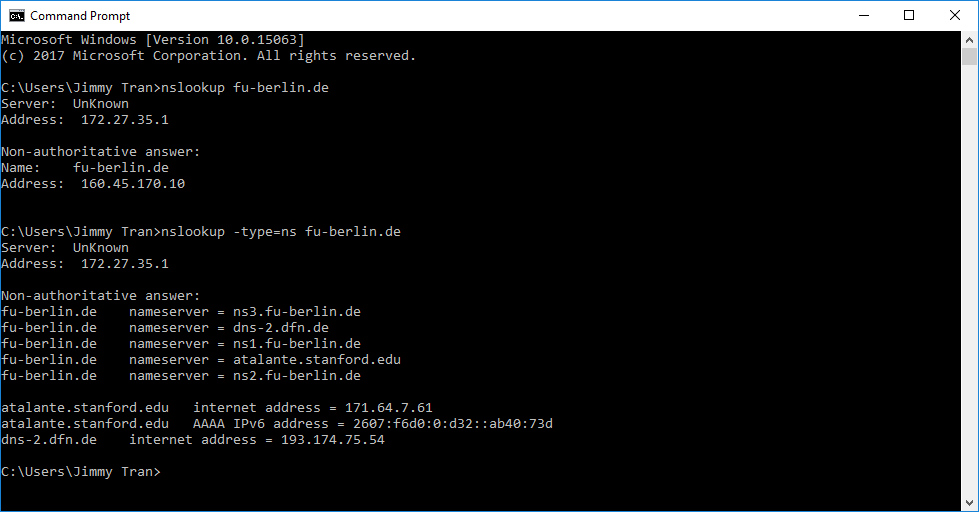 Command Prompt
Microsoft Windows [Version 10.0.15063]
(c) 2017 Microsoft Corporation. All rights reserved.
C:\Users\Jimmy Tran>nslookup fu-berlin.de
Server:  UnKnown
Address:  172.27.35.1
Non-authoritative answer:
Name:    fu-berlin.de
Address:  160.45.170.10
C:\Users\Jimmy Tran>nslookup -type=ns fu-berlin.de
Server:  UnKnown
Address:  172.27.35.1
Non-authoritative answer:
fu-berlin.de    nameserver = ns3.fu-berlin.de
fu-berlin.de    nameserver = dns-2.dfn.de
fu-berlin.de    nameserver = ns1.fu-berlin.de
fu-berlin.de    nameserver = atalante.stanford.edu
fu-berlin.de    nameserver = ns2.fu-berlin.de
atalante.stanford.edu   internet address = 171.64.7.61
atalante.stanford.edu   AAAA IPv6 address = 2607:f6d0:0:d32::ab40:73d
dns-2.dfn.de    internet address = 193.174.75.54
C:\Users\Jimmy Tran>